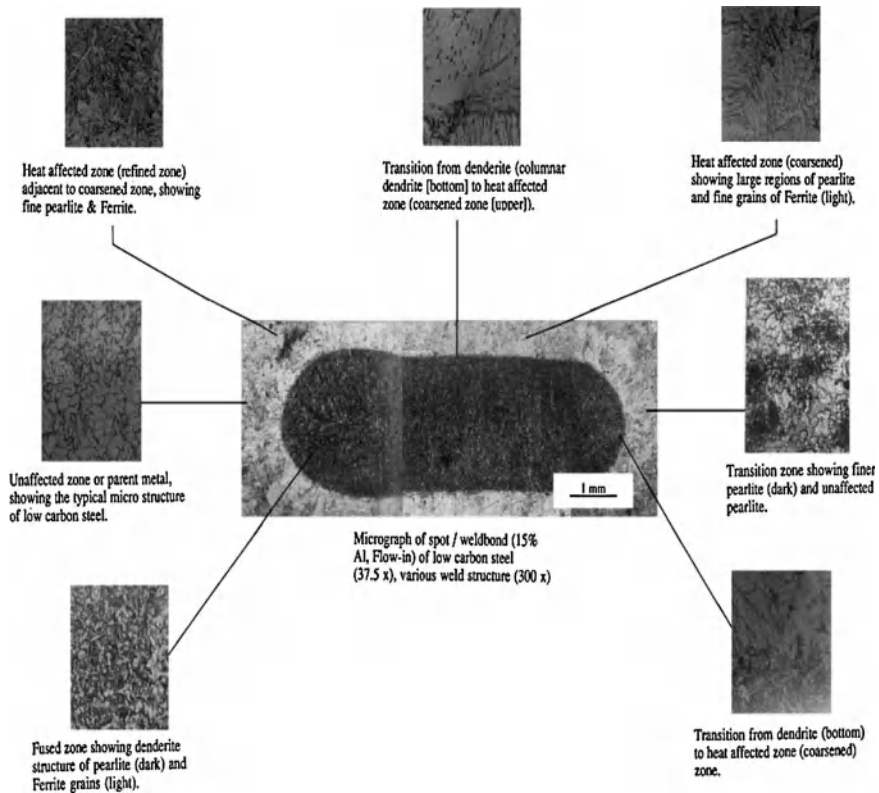 Heat affected zone (refined zone)
adjacent to coarsened zone, showing
fine pearlite & Ferrite.
Transition from denderite (columnar
dendrite [bottom] to heat affected
zone (coarsened zone [upper]).
Heat affected zone (coarsened)
showing large regions of pearlite
and fine grains of Ferrite (light).
Unaffected zone or parent metal,
showing the typical micro structure
of low carbon steel.
1 mm
Transition zone showing finer
pearlite (dark) and unaffected
pearlite.
Micrograph of spot / weldbond (15%
Al, Flow-in) of low carbon steel
(37.5 x), various weld structure (300 x)
Fused zone showing denderite
structure of pearlite (dark) and
Ferrite grains (light).
Transition from dendrite (bottom)
to heat affected zone (coarsened)
zone.